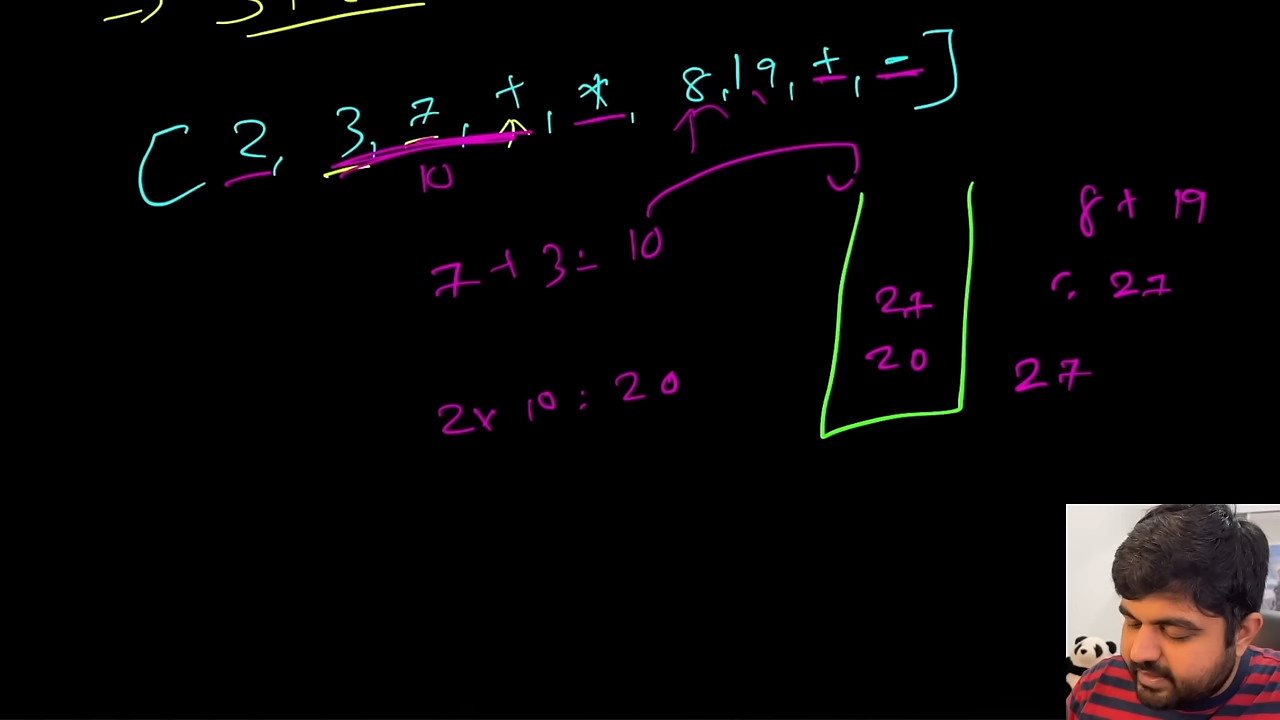 [ 2, 3, 7, +, *, 8, 19, +, - ]
10
7 + 3 = 10
2 x 10 : 20
27
20
8 + 19
: 27
27